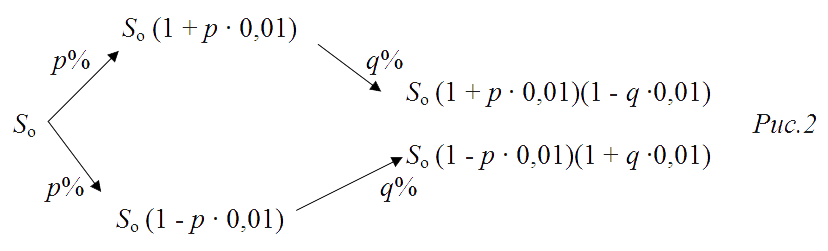 Sₒ (1 + p · 0,01)
p%
q%
Sₒ (1 + p · 0,01)(1 - q ·0,01)
Sₒ
Рис.2
Sₒ (1 - p · 0,01)(1 + q ·0,01)
p%
q%
Sₒ (1 - p · 0,01)